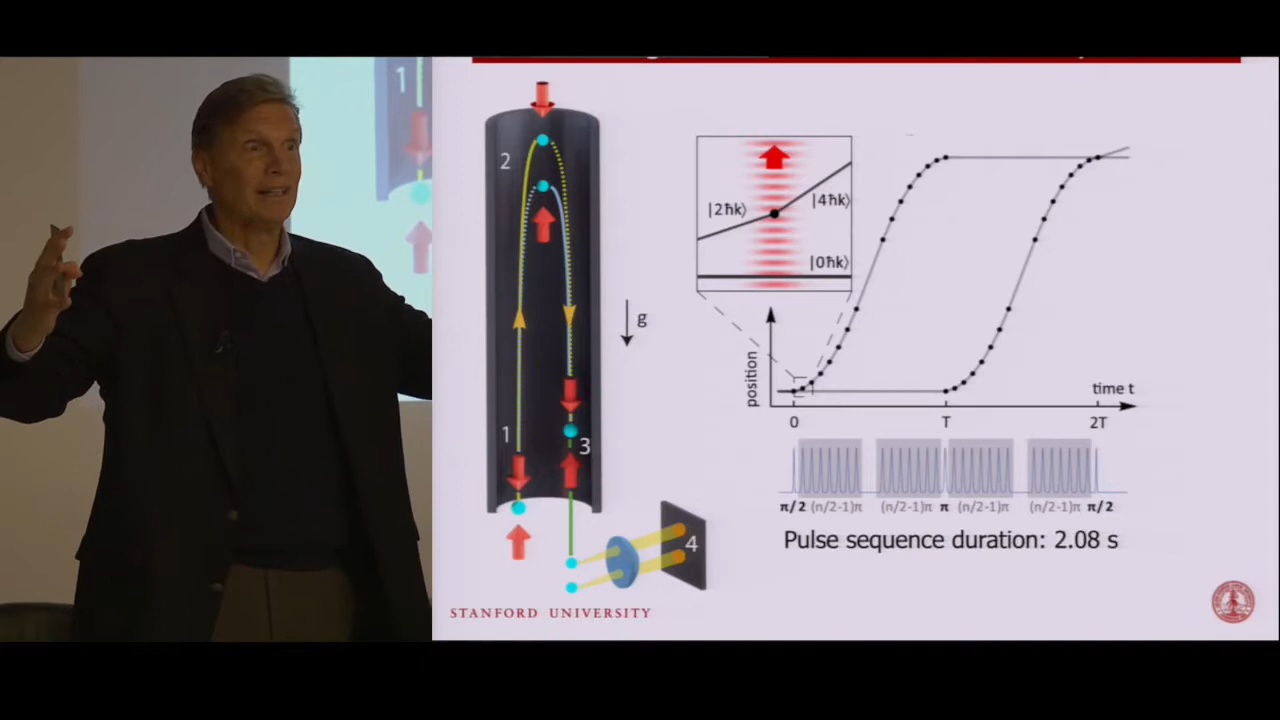 1
2
1
3
4
g
|2ħk⟩
|4ħk⟩
|0ħk⟩
position
time t
0 T 2T
π/2 (n/2-1)π (n/2-1)π π (n/2-1)π (n/2-1)π π/2
Pulse sequence duration: 2.08 s
STANFORD UNIVERSITY